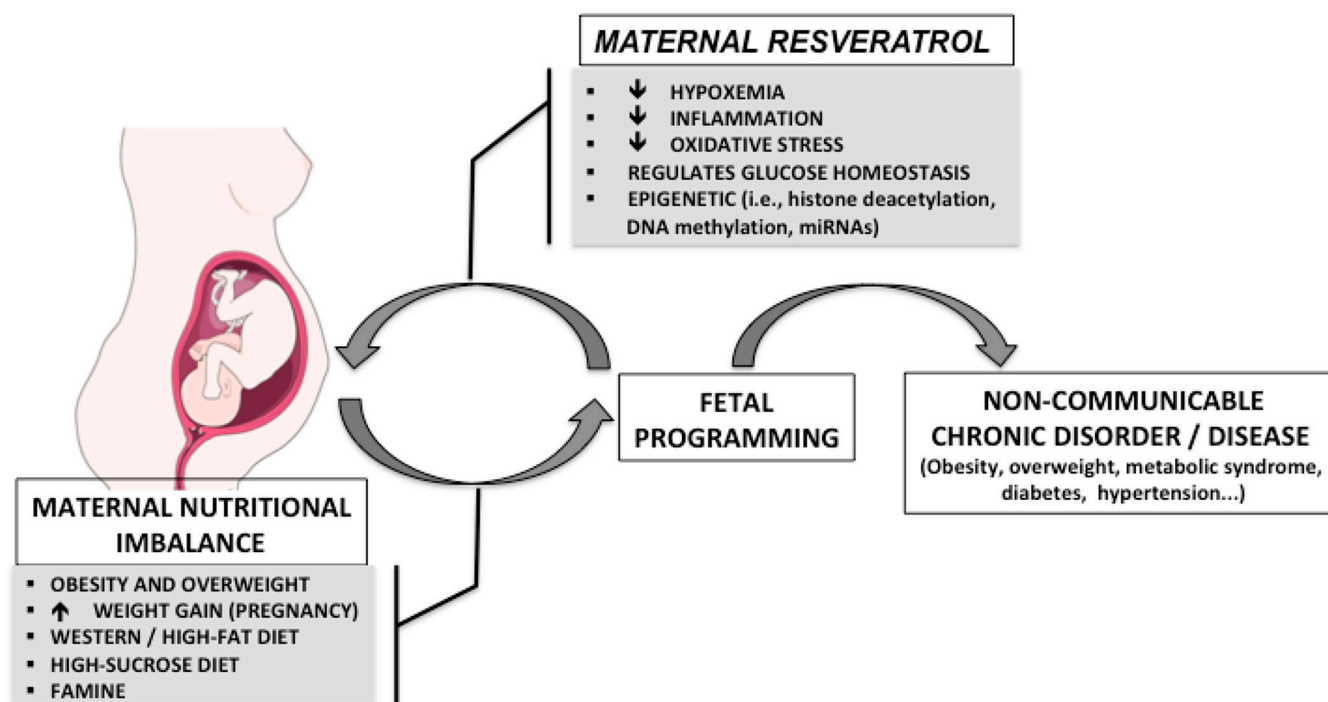 MATERNAL RESVERATROL
▪ ↓ HYPOXEMIA
▪ ↓ INFLAMMATION
▪ ↓ OXIDATIVE STRESS
▪ REGULATES GLUCOSE HOMEOSTASIS
▪ EPIGENETIC (i.e., histone deacetylation,
DNA methylation, miRNAs)
FETAL
PROGRAMMING
NON-COMMUNICABLE
CHRONIC DISORDER / DISEASE
(Obesity, overweight, metabolic syndrome,
diabetes, hypertension...)
MATERNAL NUTRITIONAL
IMBALANCE
▪ OBESITY AND OVERWEIGHT
▪ ↑ WEIGHT GAIN (PREGNANCY)
▪ WESTERN / HIGH-FAT DIET
▪ HIGH-SUCROSE DIET
▪ FAMINE